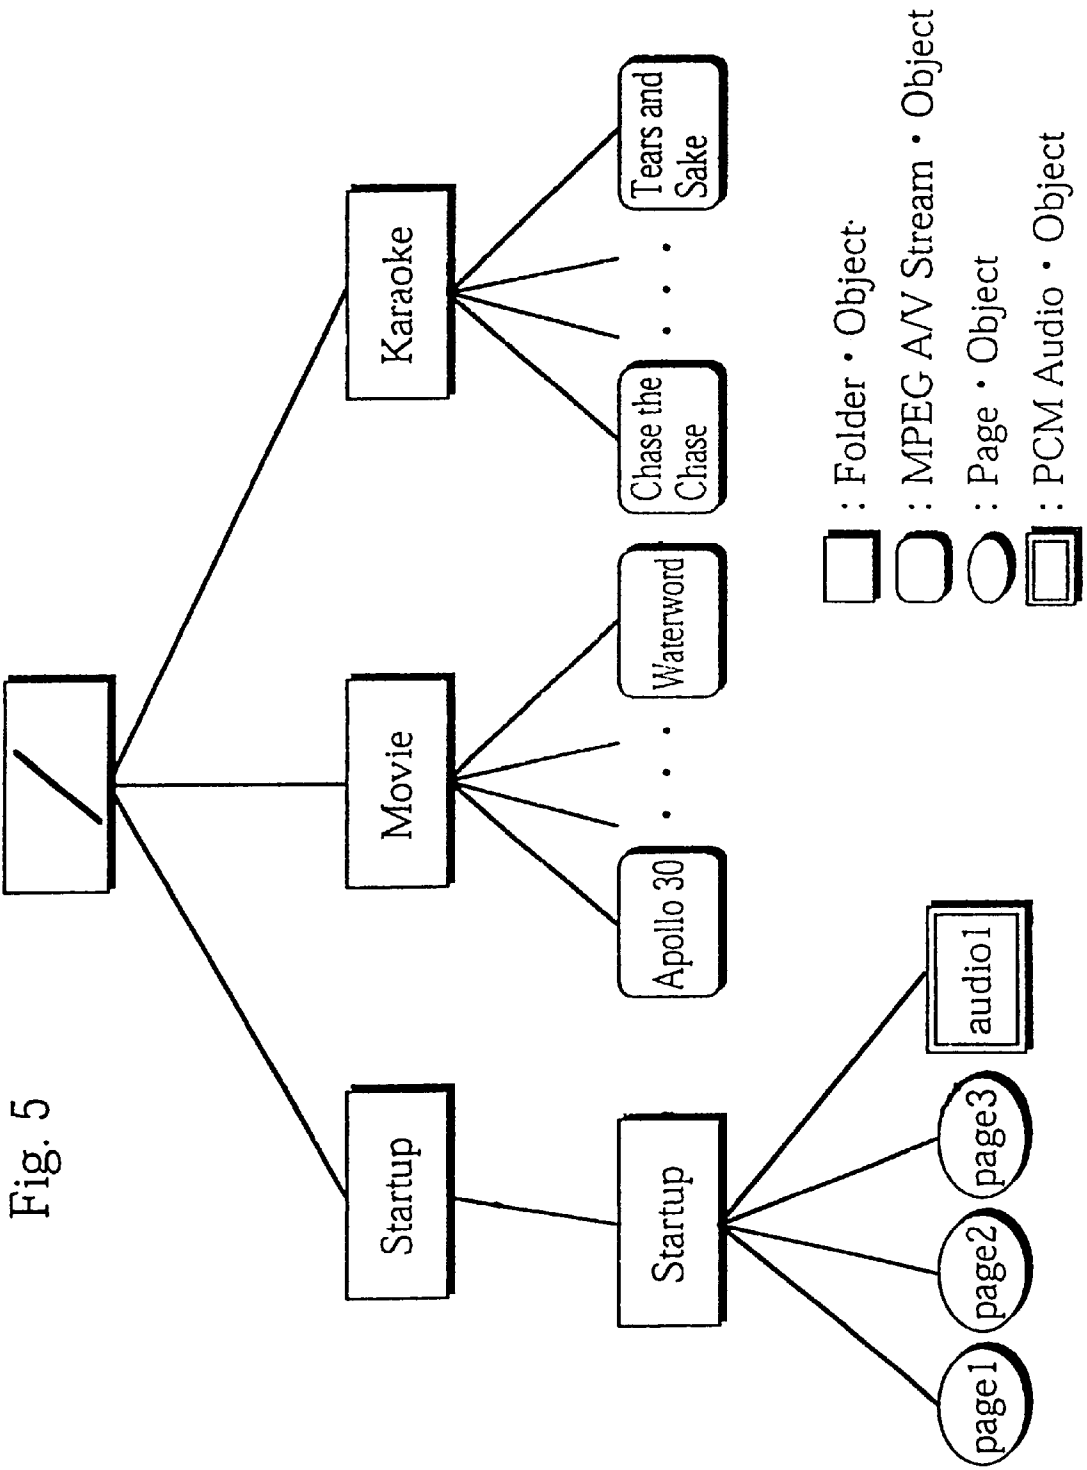 Fig. 5
/
Startup
Movie
Karaoke
Startup
Apollo 30
. . .
Waterword
Chase the
Chase
. . .
Tears and
Sake
page1
page2
page3
audio1
: Folder・Object
: MPEG A/V Stream・Object
: Page・Object
: PCM Audio・Object